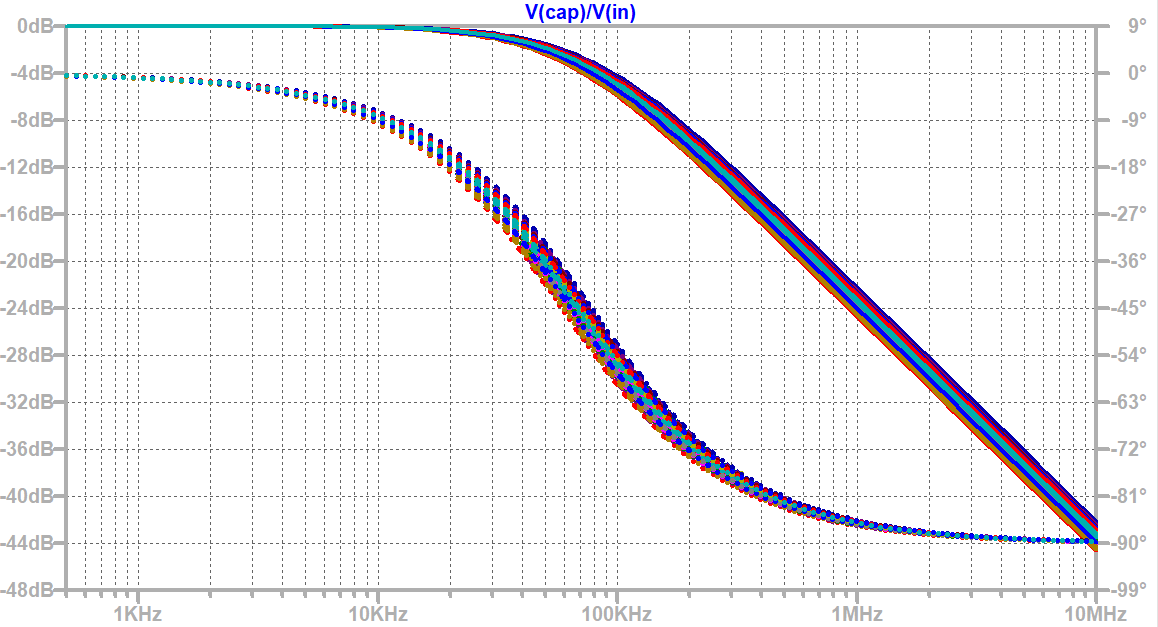 V(cap)/V(in)
0dB 9°
-4dB 0°
-8dB -9°
-12dB -18°
-16dB -27°
-20dB -36°
-24dB -45°
-28dB -54°
-32dB -63°
-36dB -72°
-40dB -81°
-44dB -90°
-48dB -99°
1KHz 10KHz 100KHz 1MHz 10MHz